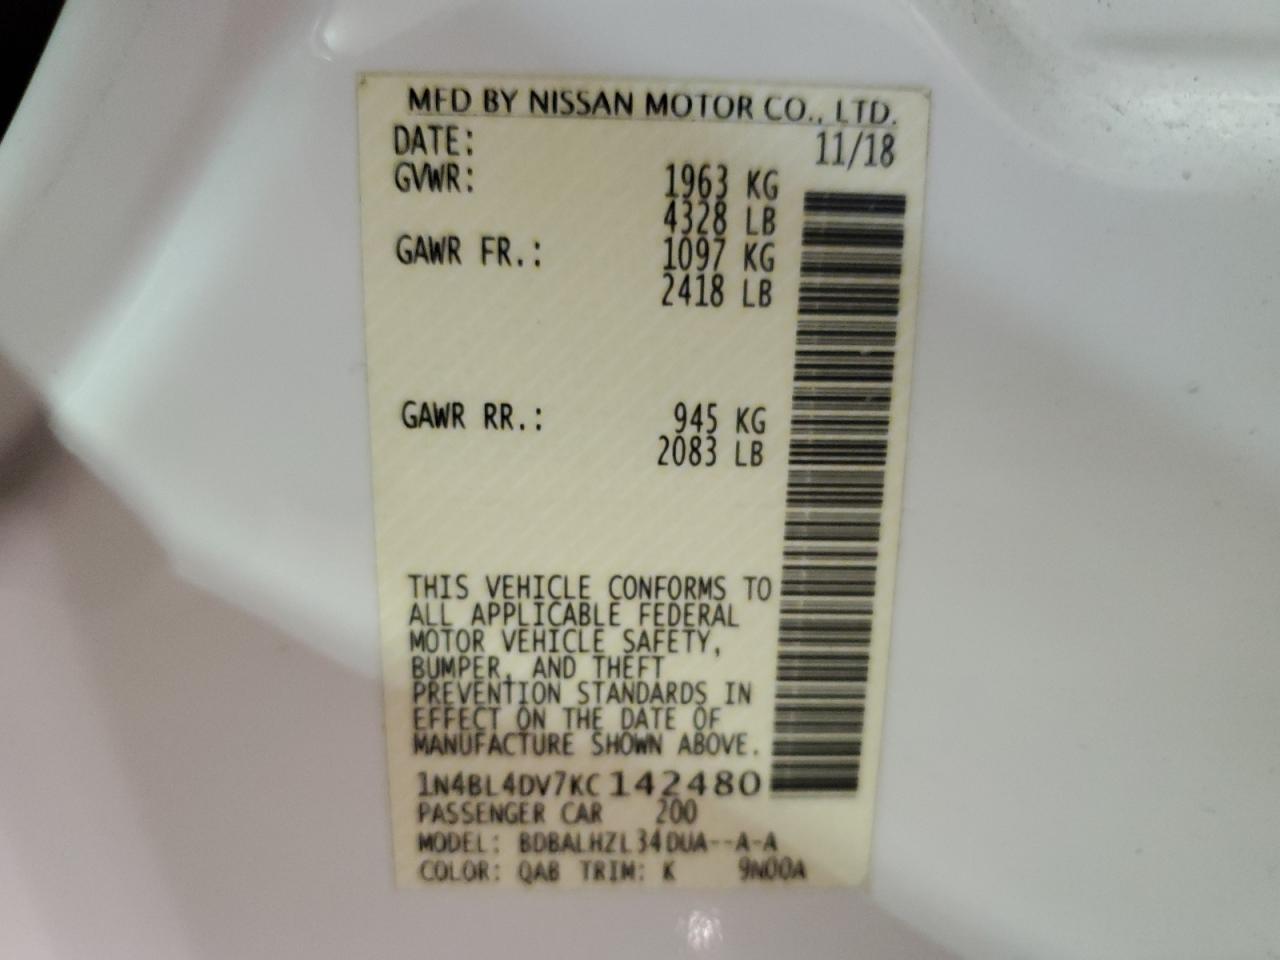 MFD BY NISSAN MOTOR CO., LTD.
DATE: 11/18
GVWR: 1963 KG
4328 LB
GAWR FR.: 1097 KG
2418 LB
GAWR RR.: 945 KG
2083 LB
THIS VEHICLE CONFORMS TO
ALL APPLICABLE FEDERAL
MOTOR VEHICLE SAFETY,
BUMPER, AND THEFT
PREVENTION STANDARDS IN
EFFECT ON THE DATE OF
MANUFACTURE SHOWN ABOVE.
1N4BL4DV7KC142480
PASSENGER CAR 200
MODEL: BDBALHZL34DUA--A-A
COLOR: QAB TRIM: K 9N00A